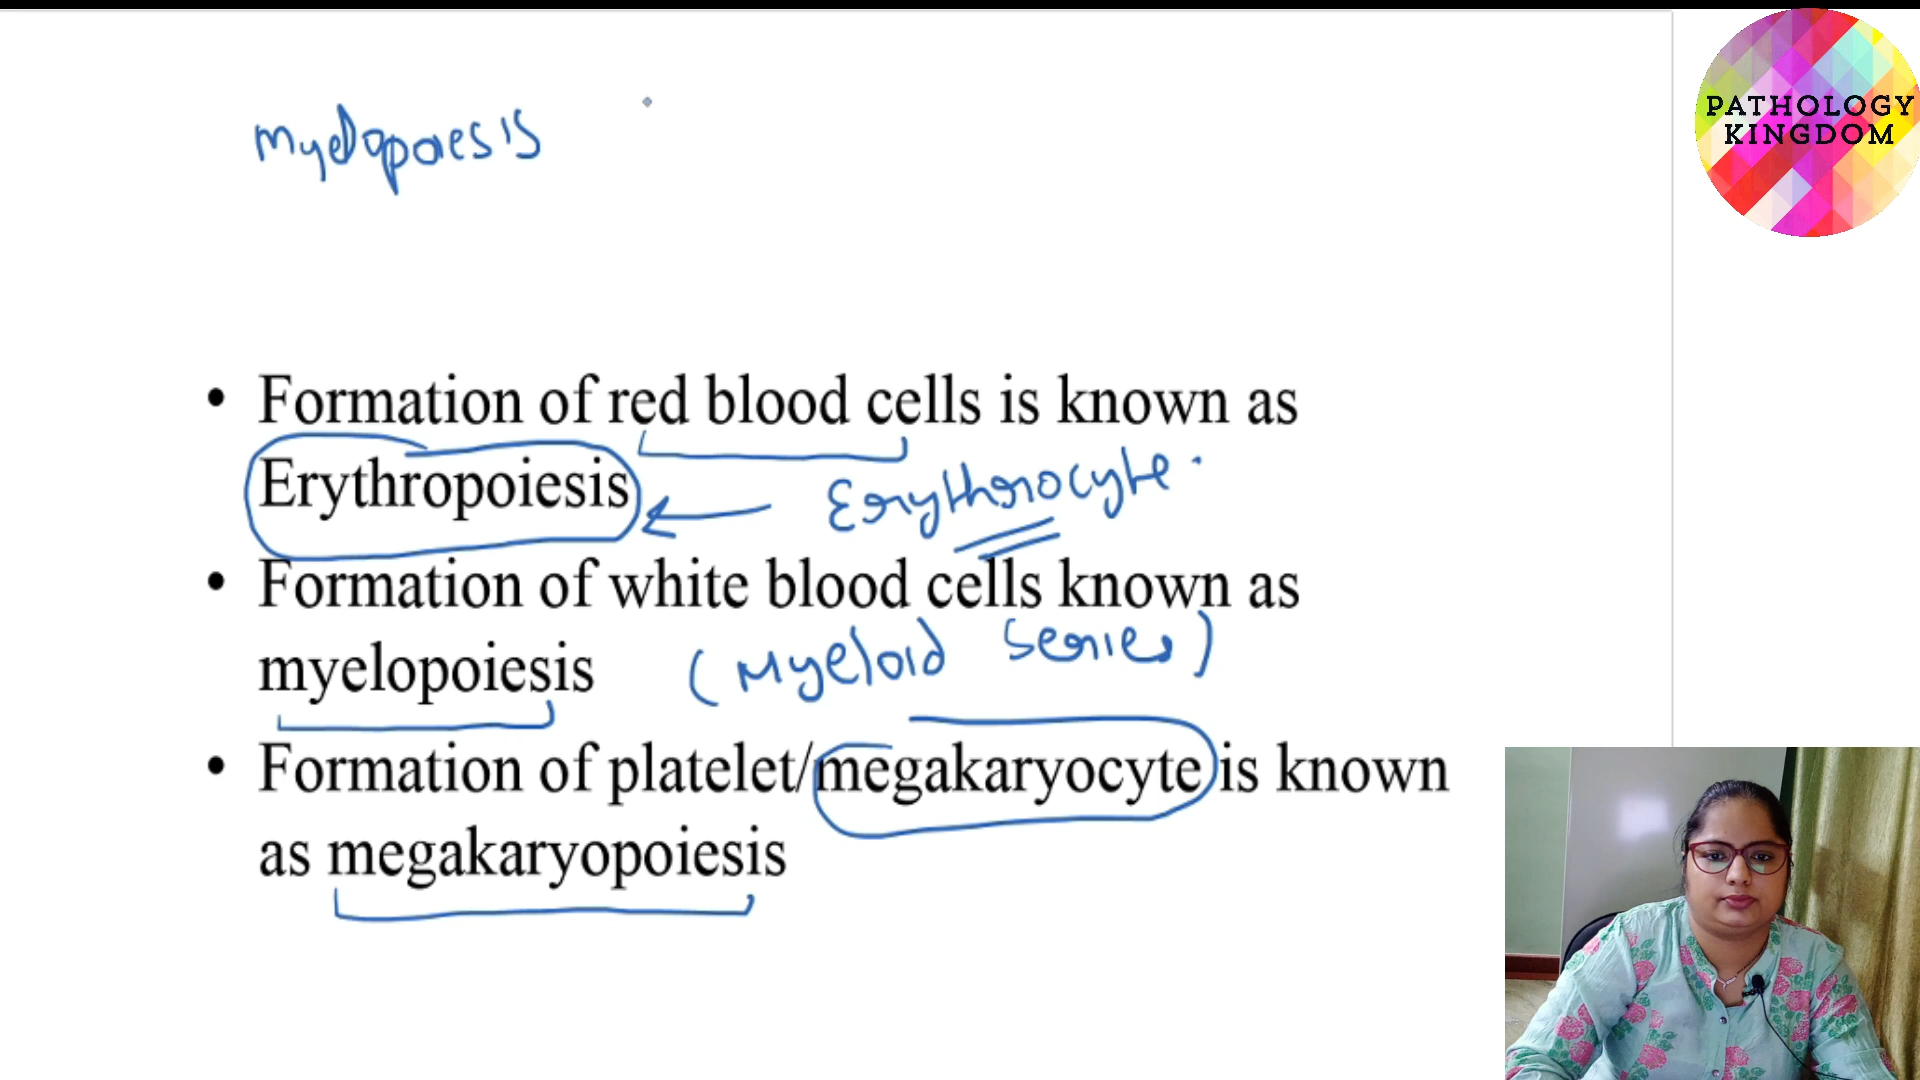 PATHOLOGY
KINGDOM
myelopoesis
• Formation of red blood cells is known as
Erythropoiesis
Erythrocyte.
• Formation of white blood cells known as
myelopoiesis (Myeloid Series)
• Formation of platelet/megakaryocyte is known
as megakaryopoiesis